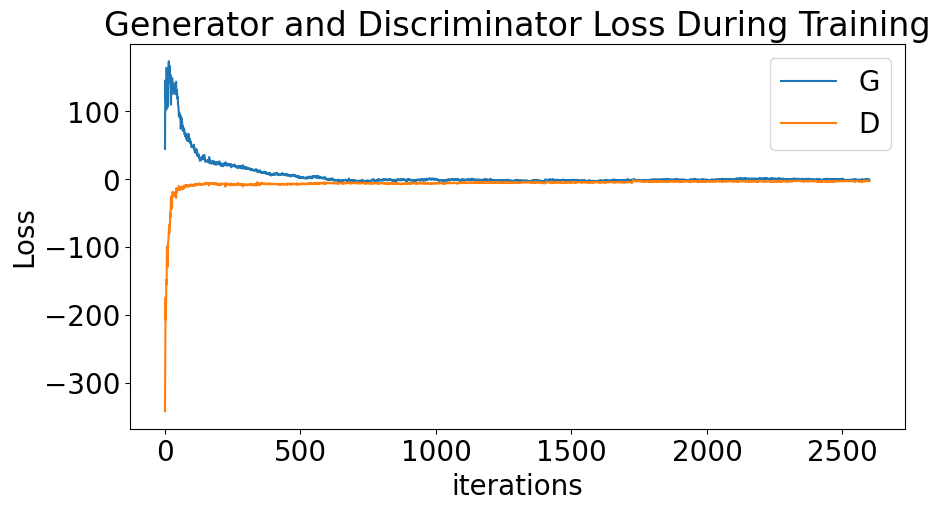 Generator and Discriminator Loss During Training
G
D
100
0
−100
−200
−300
Loss
0
500
1000
1500
2000
2500
iterations